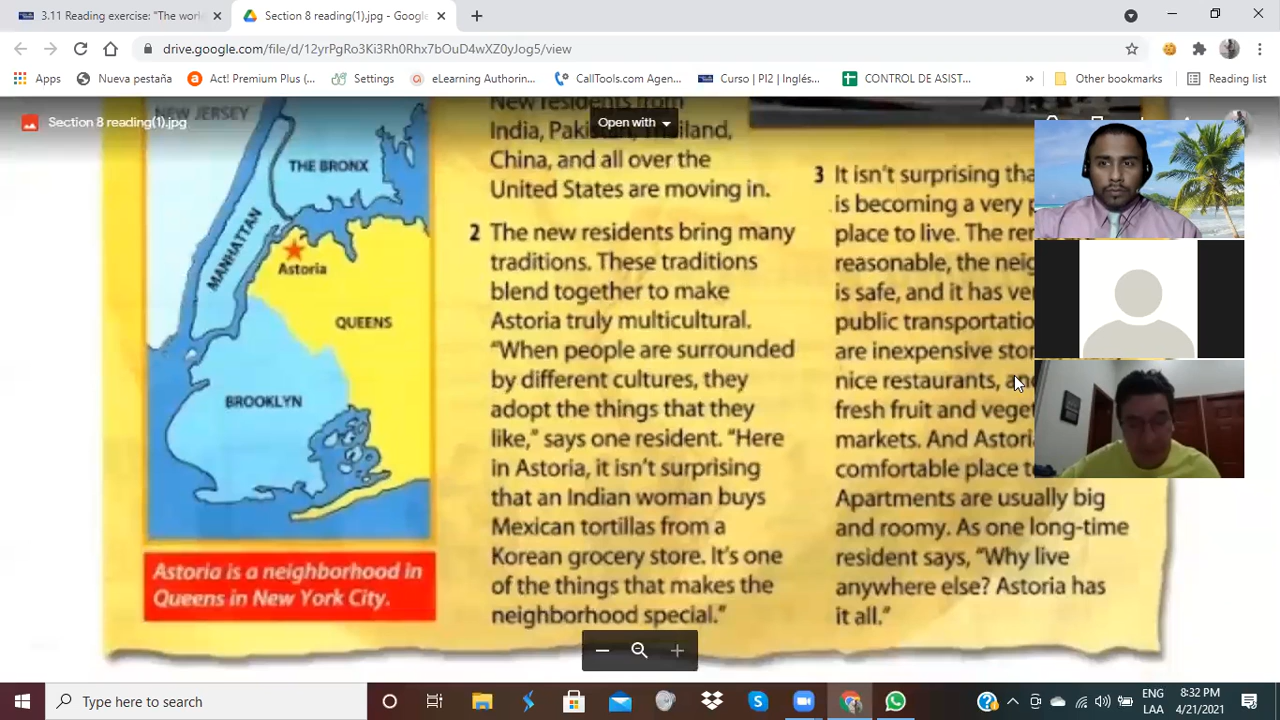 3.11 Reading exercise: "The worl
Section 8 reading(1).jpg - Google
drive.google.com/file/d/12yrPgRo3Ki3Rh0Rhx7bOuD4wXZ0yJog5/view
Apps
Nueva pestaña
Act! Premium Plus (...
Settings
eLearning Authorin...
CallTools.com Agen...
Curso | PI2 | Inglés...
CONTROL DE ASIST...
»
Other bookmarks
Reading list
Section 8 reading(1).jpg
Open with
NEW JERSEY
THE BRONX
MANHATTAN
Astoria
QUEENS
BROOKLYN
Astoria is a neighborhood in
Queens in New York City.
New residents from
India,
China, and all over the
United States are moving in.
2 The new residents bring many
traditions. These traditions
blend together to make
Astoria truly multicultural.
"When people are surrounded
by different cultures, they
adopt the things that they
like," says one resident. "Here
in Astoria, it isn't surprising
that an Indian woman buys
Mexican tortillas from a
Korean grocery store. It's one
of the things that makes the
neighborhood special."
3 It isn't surprising tha
is becoming a very
place to live. The
reasonable, the
is safe, and it has
public
are inexpensive
nice restaurants,
fresh fruit and
markets. And
comfortable place
Apartments are usually big
and roomy. As one long-time
resident says, "Why live
anywhere else? Astoria has
it all."
Type here to search
ENG
LAA
8:32 PM
4/21/2021